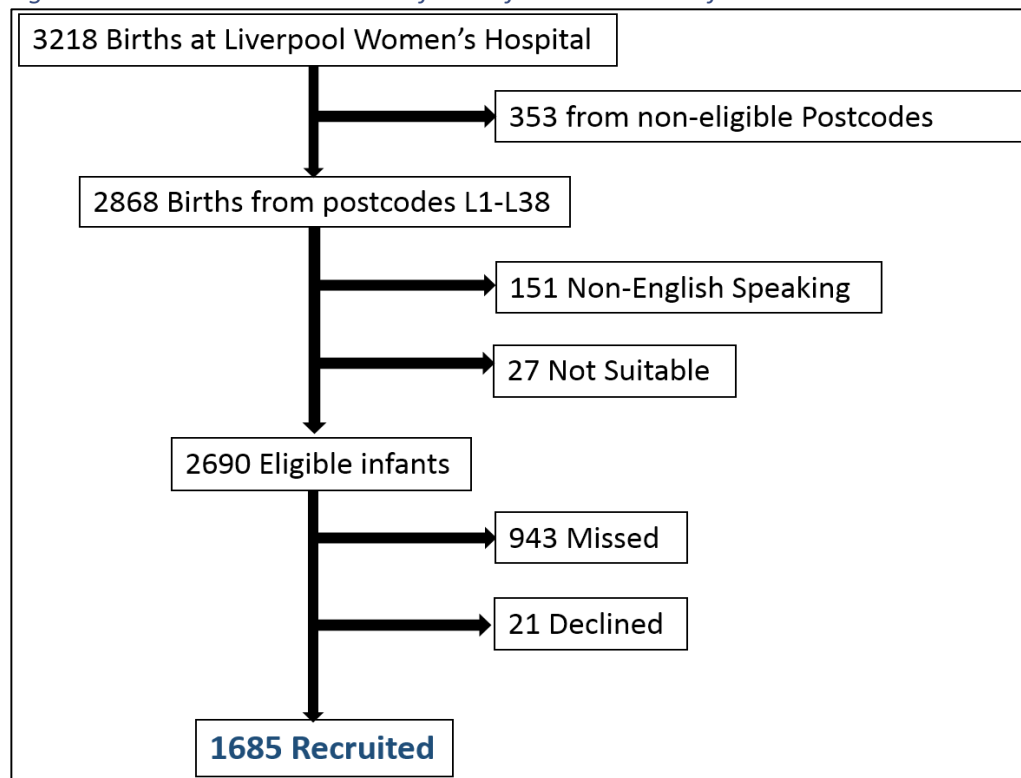 3218 Births at Liverpool Women's Hospital
353 from non-eligible Postcodes
2868 Births from postcodes L1-L38
151 Non-English Speaking
27 Not Suitable
2690 Eligible infants
943 Missed
21 Declined
1685 Recruited